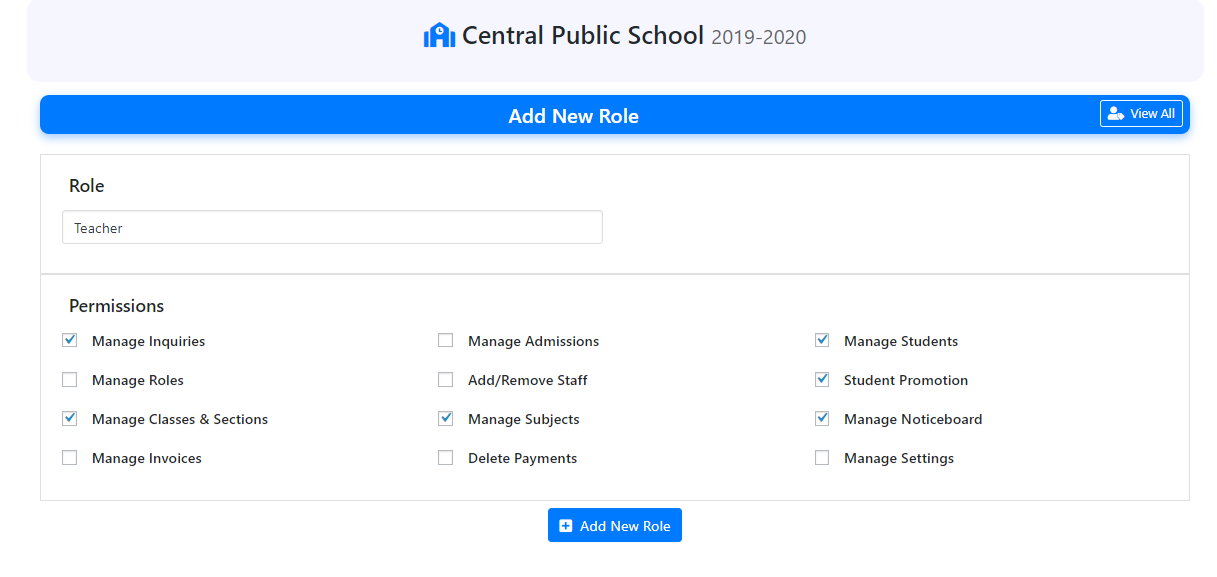 Central Public School 2019-2020
Add New Role
View All
Role
Teacher
Permissions
Manage Inquiries
Manage Admissions
Manage Students
Manage Roles
Add/Remove Staff
Student Promotion
Manage Classes & Sections
Manage Subjects
Manage Noticeboard
Manage Invoices
Delete Payments
Manage Settings
Add New Role